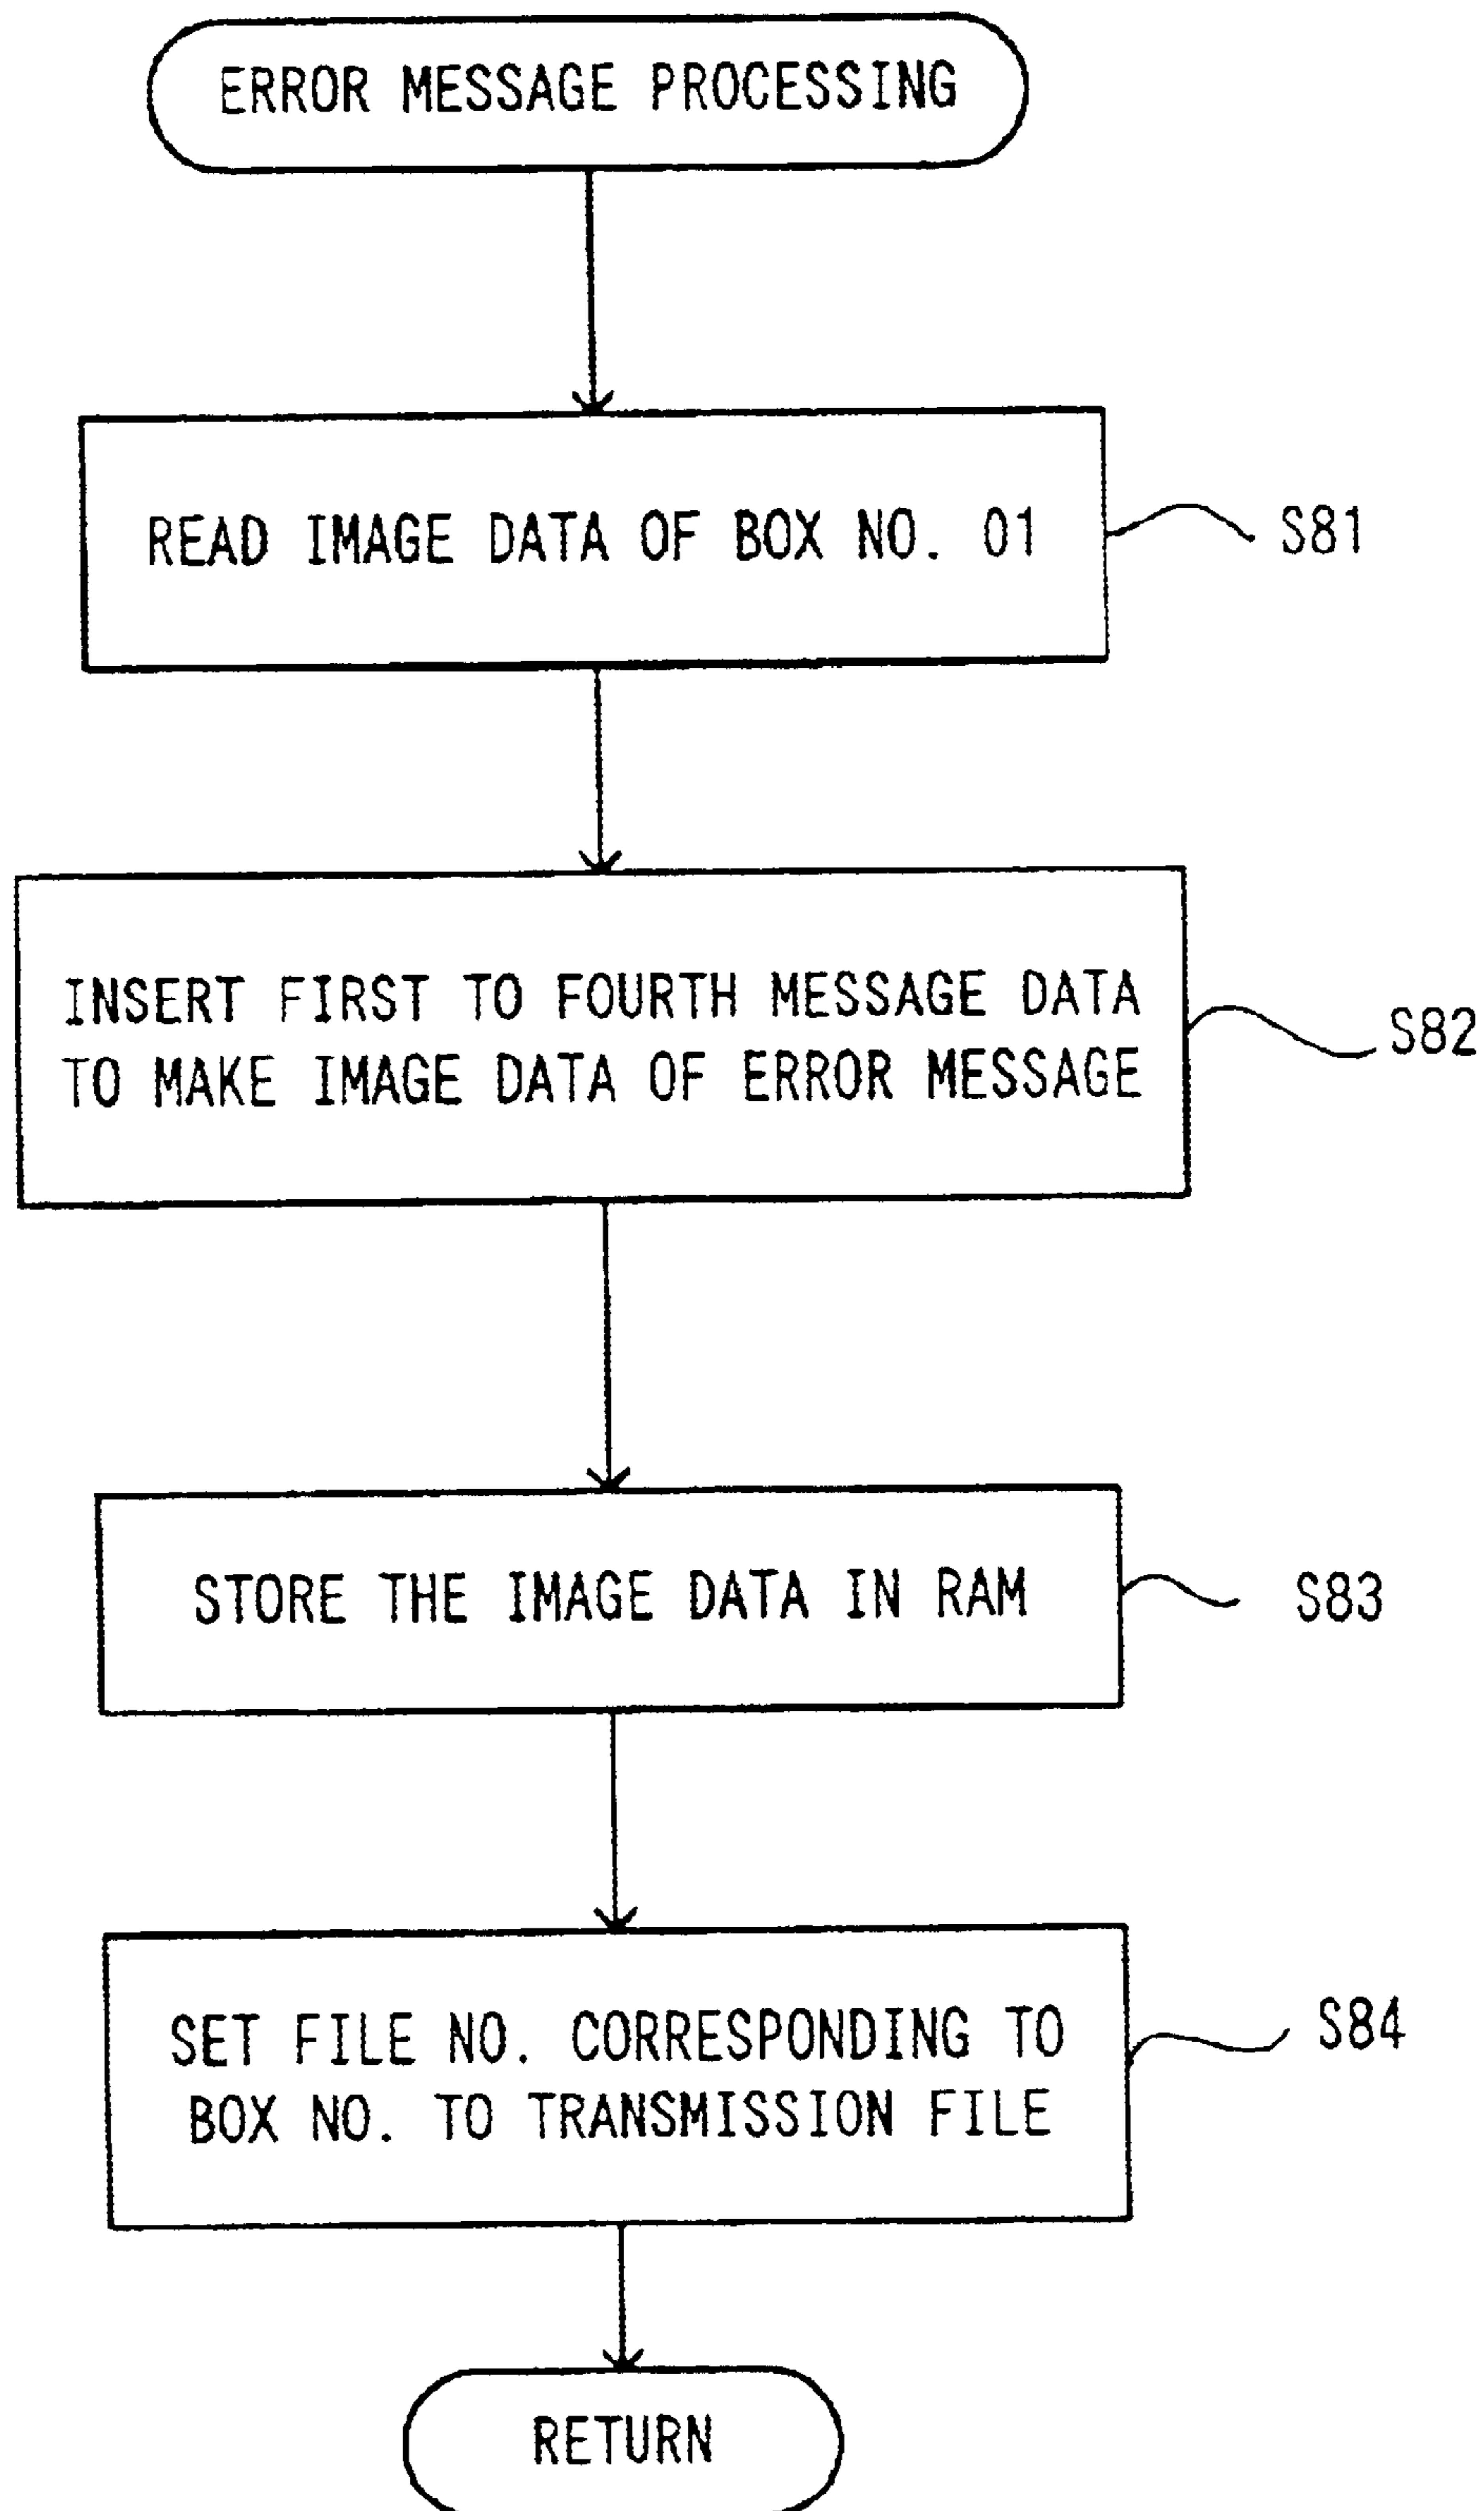 ERROR MESSAGE PROCESSING
READ IMAGE DATA OF BOX NO. 01
S81
INSERT FIRST TO FOURTH MESSAGE DATA
TO MAKE IMAGE DATA OF ERROR MESSAGE
S82
STORE THE IMAGE DATA IN RAM
S83
SET FILE NO. CORRESPONDING TO
BOX NO. TO TRANSMISSION FILE
S84
RETURN